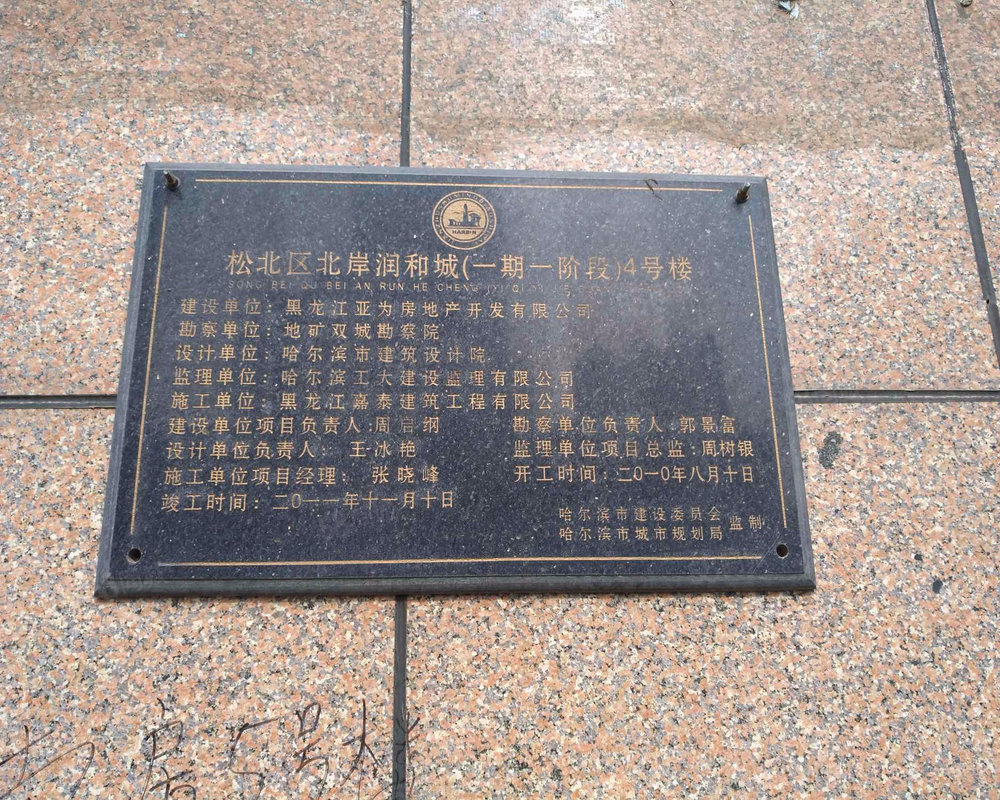 HARBIN
松北区北岸润和城(一期一阶段)4号楼
SONG BEI QU BEI AN RUN HE CHENG
建设单位：黑龙江亚为房地产开发有限公司
勘察单位：地矿双城勘察院
设计单位：哈尔滨市建筑设计院
监理单位：哈尔滨工大建设监理有限公司
施工单位：黑龙江嘉泰建筑工程有限公司
建设单位项目负责人:周启纲 勘察单位负责人:郭景富
设计单位负责人： 王冰艳 监理单位项目总监:周树银
施工单位项目经理： 张晓峰 开工时间：二0一0年八月十日
竣工时间：二0一一年十一月十日
哈尔滨市建设委员会
哈尔滨市城市规划局 监制
号楼